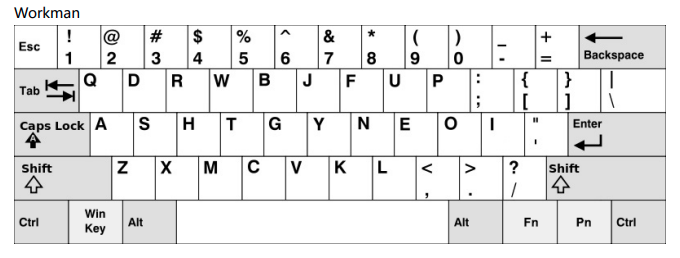 Workman
Esc ! 1 @ 2 # 3 $ 4 % 5 ^ 6 & 7 * 8 ( 9 ) 0 _ - + = Backspace
Tab Q D R W B J F U P : ; { [ } ] | \
Caps Lock A A S H T G Y N E O I " ' Enter
Shift Z X M C V K L < , > . ? / Shift
Ctrl Win Key Alt Alt Fn Pn Ctrl